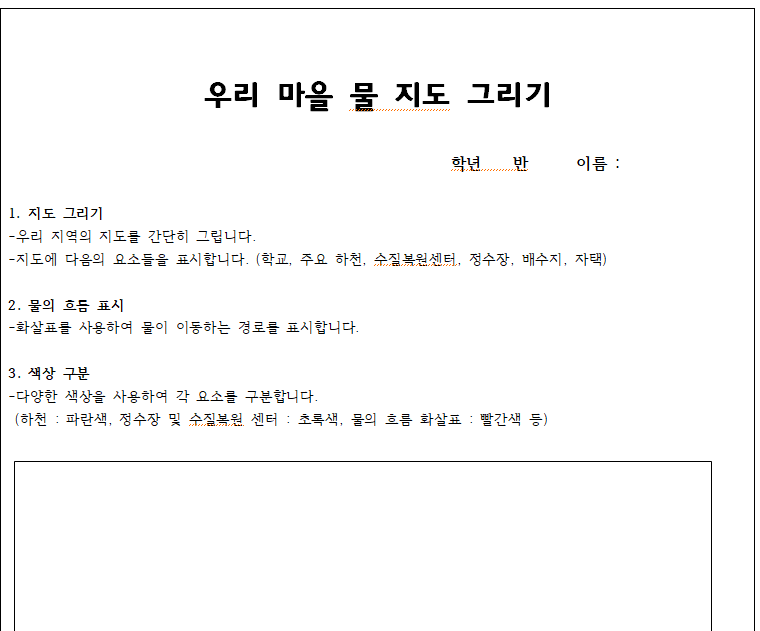 우리 마을 물 지도 그리기
학년 반 이름 :
1. 지도 그리기
-우리 지역의 지도를 간단히 그립니다.
-지도에 다음의 요소들을 표시합니다. (학교, 주요 하천, 수질복원센터, 정수장, 배수지, 자택)
2. 물의 흐름 표시
-화살표를 사용하여 물이 이동하는 경로를 표시합니다.
3. 색상 구분
-다양한 색상을 사용하여 각 요소를 구분합니다.
(하천 : 파란색, 정수장 및 수질복원 센터 : 초록색, 물의 흐름 화살표 : 빨간색 등)